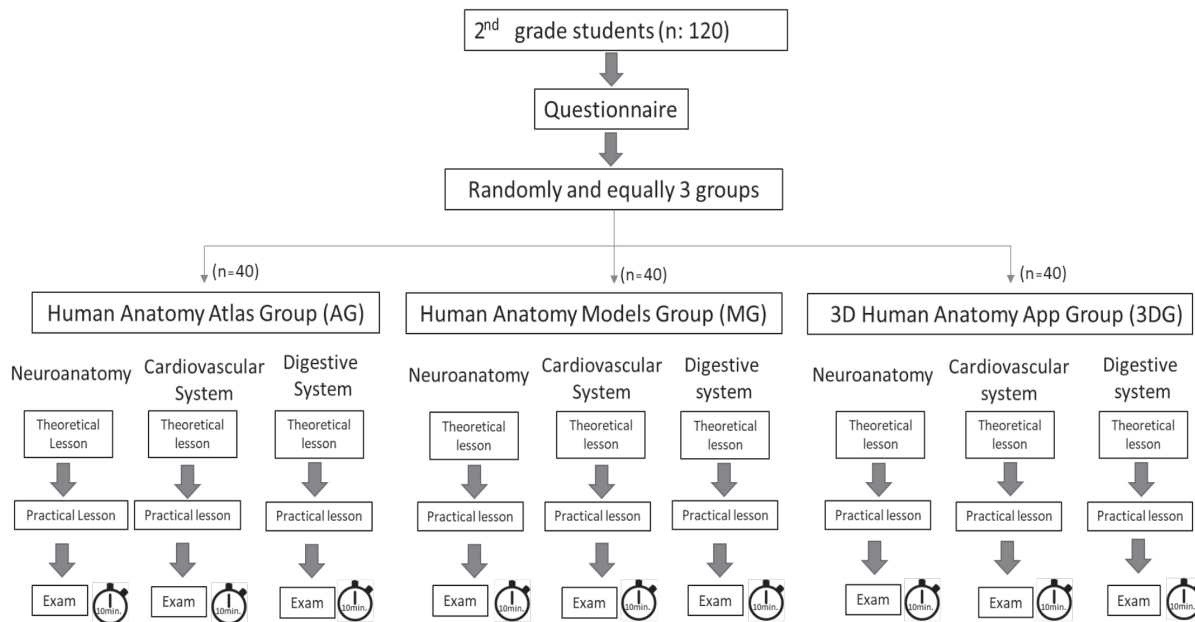 2nd grade students (n: 120)
Questionnaire
Randomly and equally 3 groups
(n=40)
(n=40)
(n=40)
Human Anatomy Atlas Group (AG)
Human Anatomy Models Group (MG)
3D Human Anatomy App Group (3DG)
Neuroanatomy
Cardiovascular
System
Digestive
System
Neuroanatomy
Cardiovascular
System
Digestive
system
Neuroanatomy
Cardiovascular
system
Digestive
system
Theoretical
Lesson
Theoretical
lesson
Theoretical
lesson
Theoretical
lesson
Theoretical
lesson
Theoretical
lesson
Theoretical
lesson
Theoretical
lesson
Theoretical
lesson
Practical Lesson
Practical lesson
Practical lesson
Practical lesson
Practical lesson
Practical lesson
Practical lesson
Practical lesson
Practical lesson
Exam
10min.
Exam
10min.
Exam
10min.
Exam
10min.
Exam
10min.
Exam
10min.
Exam
10min.
Exam
10min.
Exam
10min.